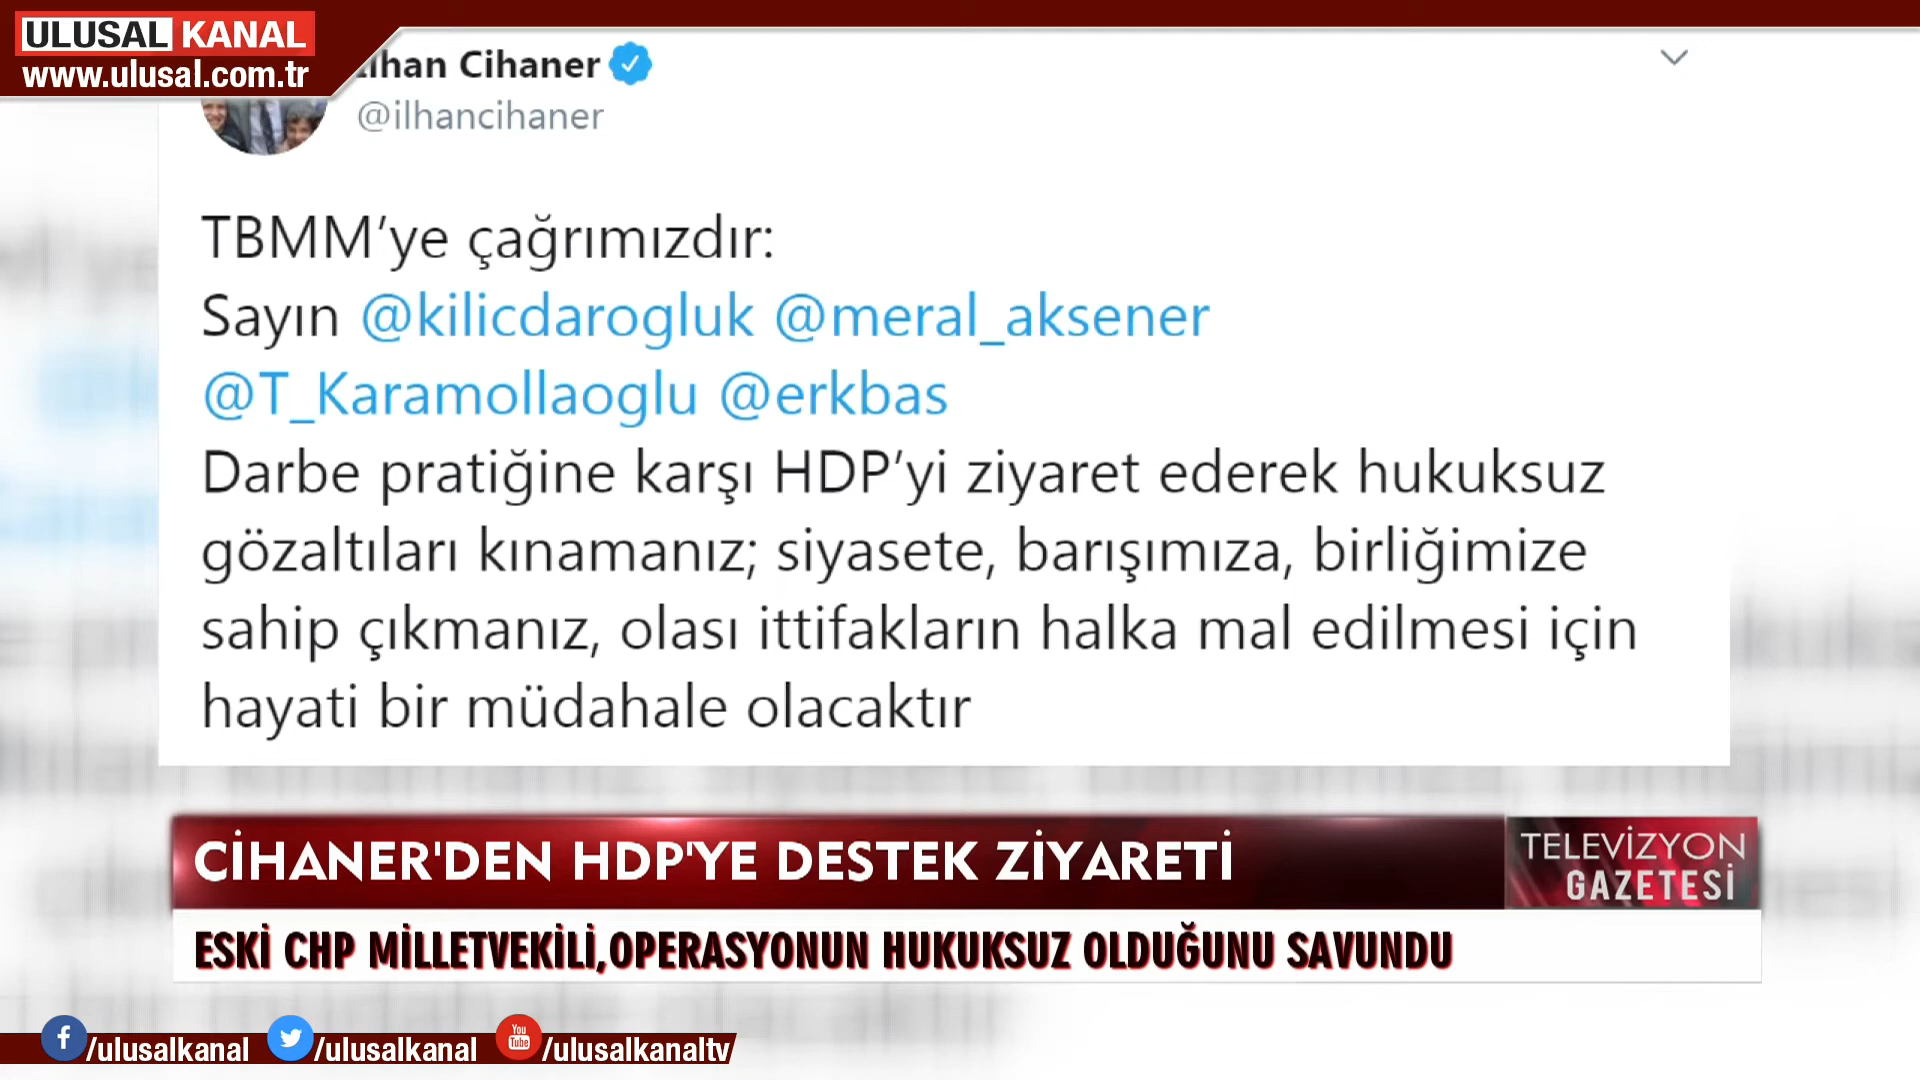 ULUSAL KANAL
www.ulusal.com.tr
lhan Cihaner
@ilhancihaner
TBMM’ye çağrımızdır:
Sayın @kilicdarogluk @meral_aksener
@T_Karamollaoglu @erkbas
Darbe pratiğine karşı HDP’yi ziyaret ederek hukuksuz
gözaltıları kınamanız; siyasete, barışımıza, birliğimize
sahip çıkmanız, olası ittifakların halka mal edilmesi için
hayati bir müdahale olacaktır
CİHANER'DEN HDP'YE DESTEK ZİYARETİ
TELEVİZYON
GAZETESİ
ESKİ CHP MİLLETVEKİLİ,OPERASYONUN HUKUKSUZ OLDUĞUNU SAVUNDU
/ulusalkanal /ulusalkanal You Tube /ulusalkanaltv